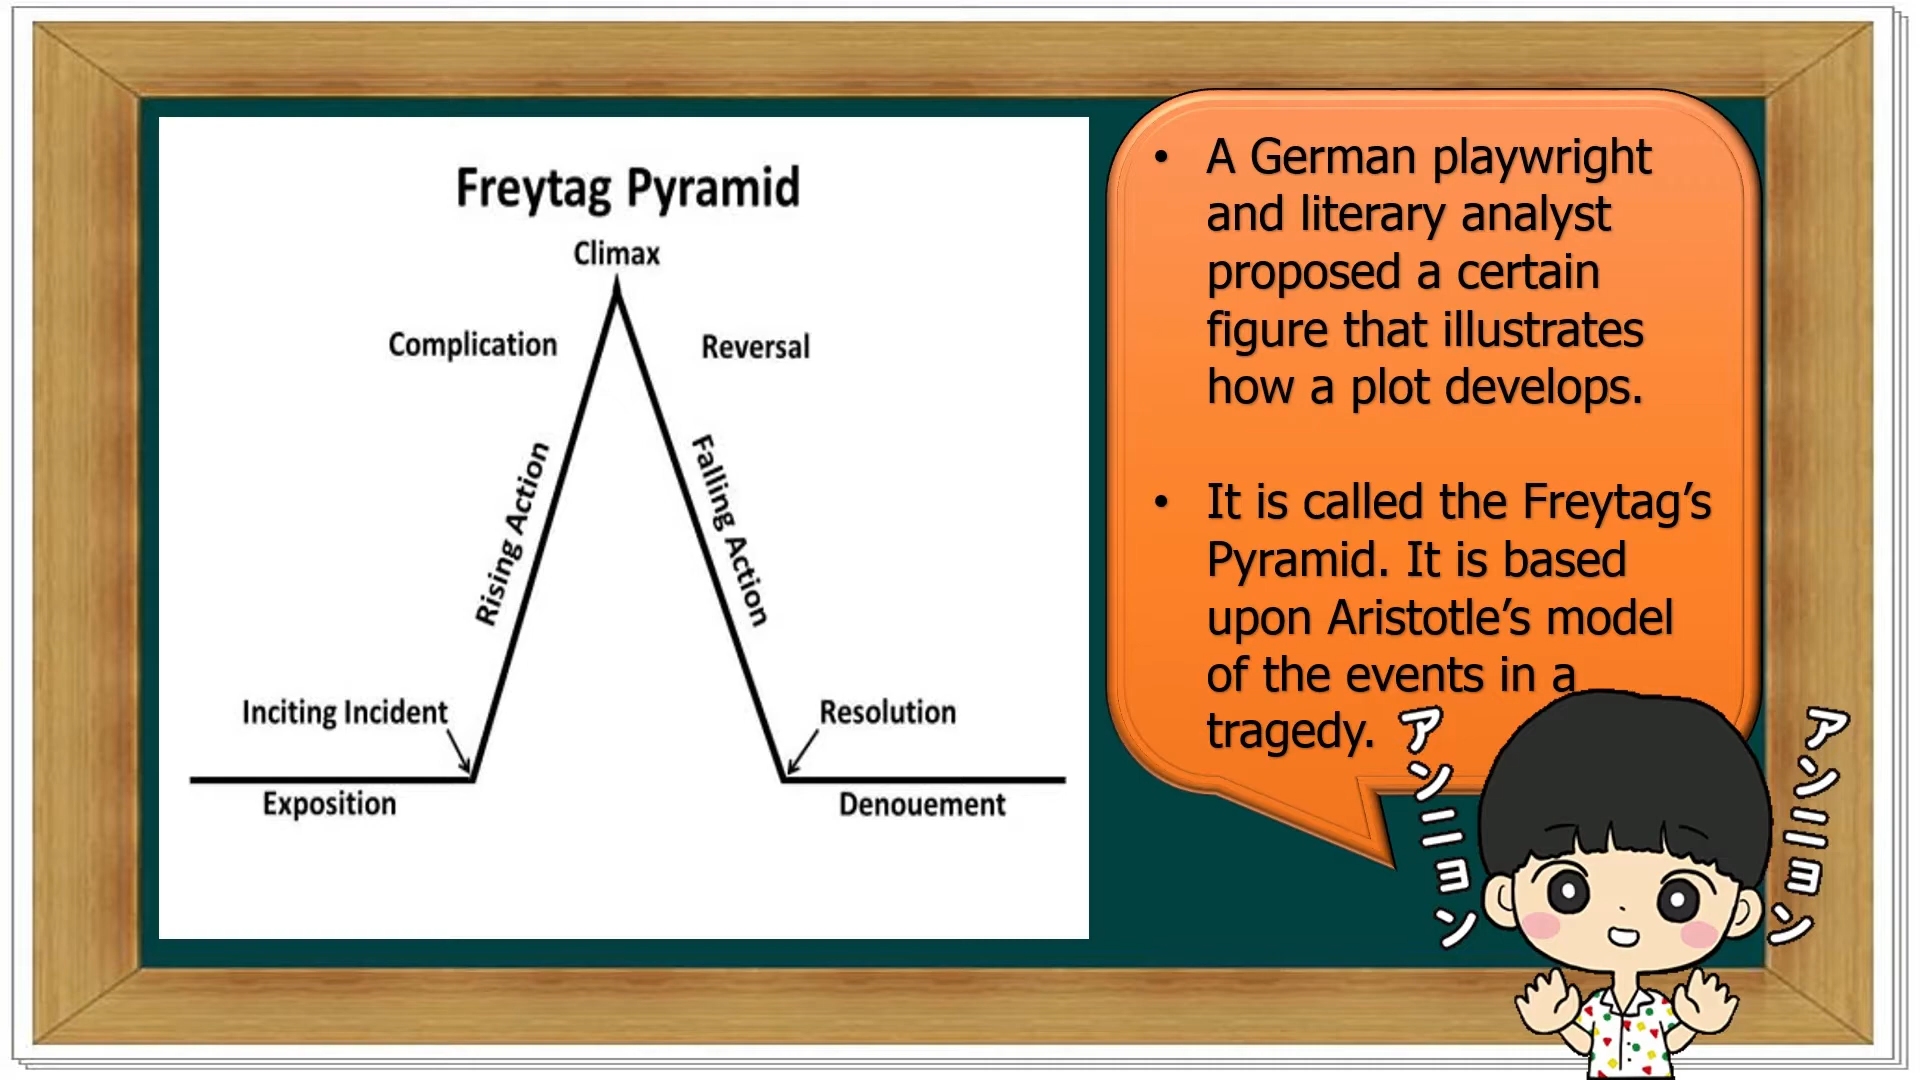 Freytag Pyramid
Climax
Complication
Reversal
Rising Action
Falling Action
Inciting Incident
Resolution
Exposition
Denouement
• A German playwright
and literary analyst
proposed a certain
figure that illustrates
how a plot develops.
• It is called the Freytag’s
Pyramid. It is based
upon Aristotle’s model
of the events in a
tragedy.
アンニョン
アンニョン